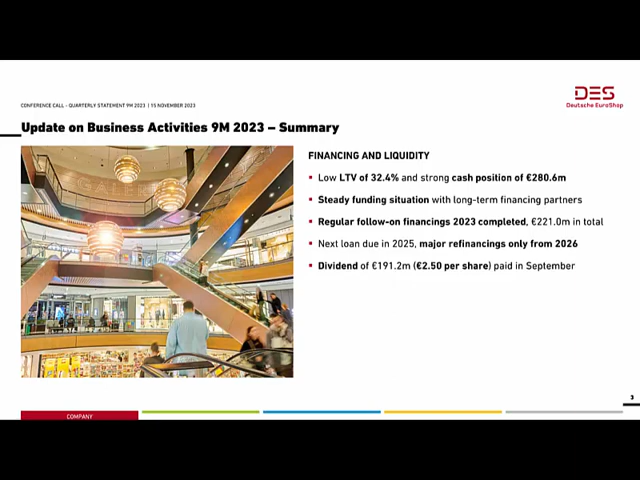 CONFERENCE CALL - QUARTERLY STATEMENT 9M 2023 | 15 NOVEMBER 2023
DES
Deutsche EuroShop
Update on Business Activities 9M 2023 – Summary
FINANCING AND LIQUIDITY
Low LTV of 32.4% and strong cash position of €280.6m
Steady funding situation with long-term financing partners
Regular follow-on financings 2023 completed, €221.0m in total
Next loan due in 2025, major refinancings only from 2026
Dividend of €191.2m (€2.50 per share) paid in September
3
COMPANY